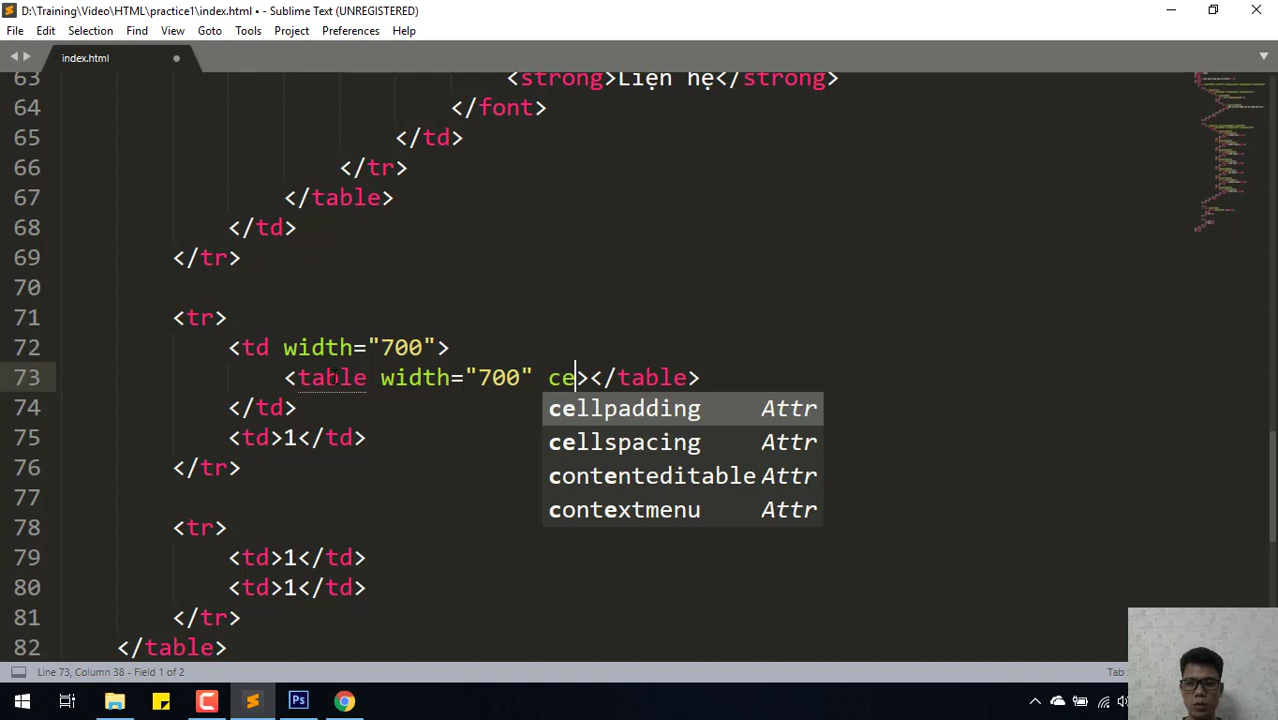 D:\Training\Video\HTML\practice1\index.html • - Sublime Text (UNREGISTERED)
File Edit Selection Find View Goto Tools Project Preferences Help
index.html
63 <strong>Liện hệ</strong>
64 </font>
65 </td>
66 </tr>
67 </table>
68 </td>
69 </tr>
70
71 <tr>
72 <td width="700">
73 <table width="700" ce></table>
74 </td>
cellpadding Attr
75 <td>1</td>
cellspacing Attr
76 </tr>
contenteditable Attr
77
contextmenu Attr
78 <tr>
79 <td>1</td>
80 <td>1</td>
81 </tr>
82 </table>
Line 73, Column 38 - Field 1 of 2
Tab
Ps